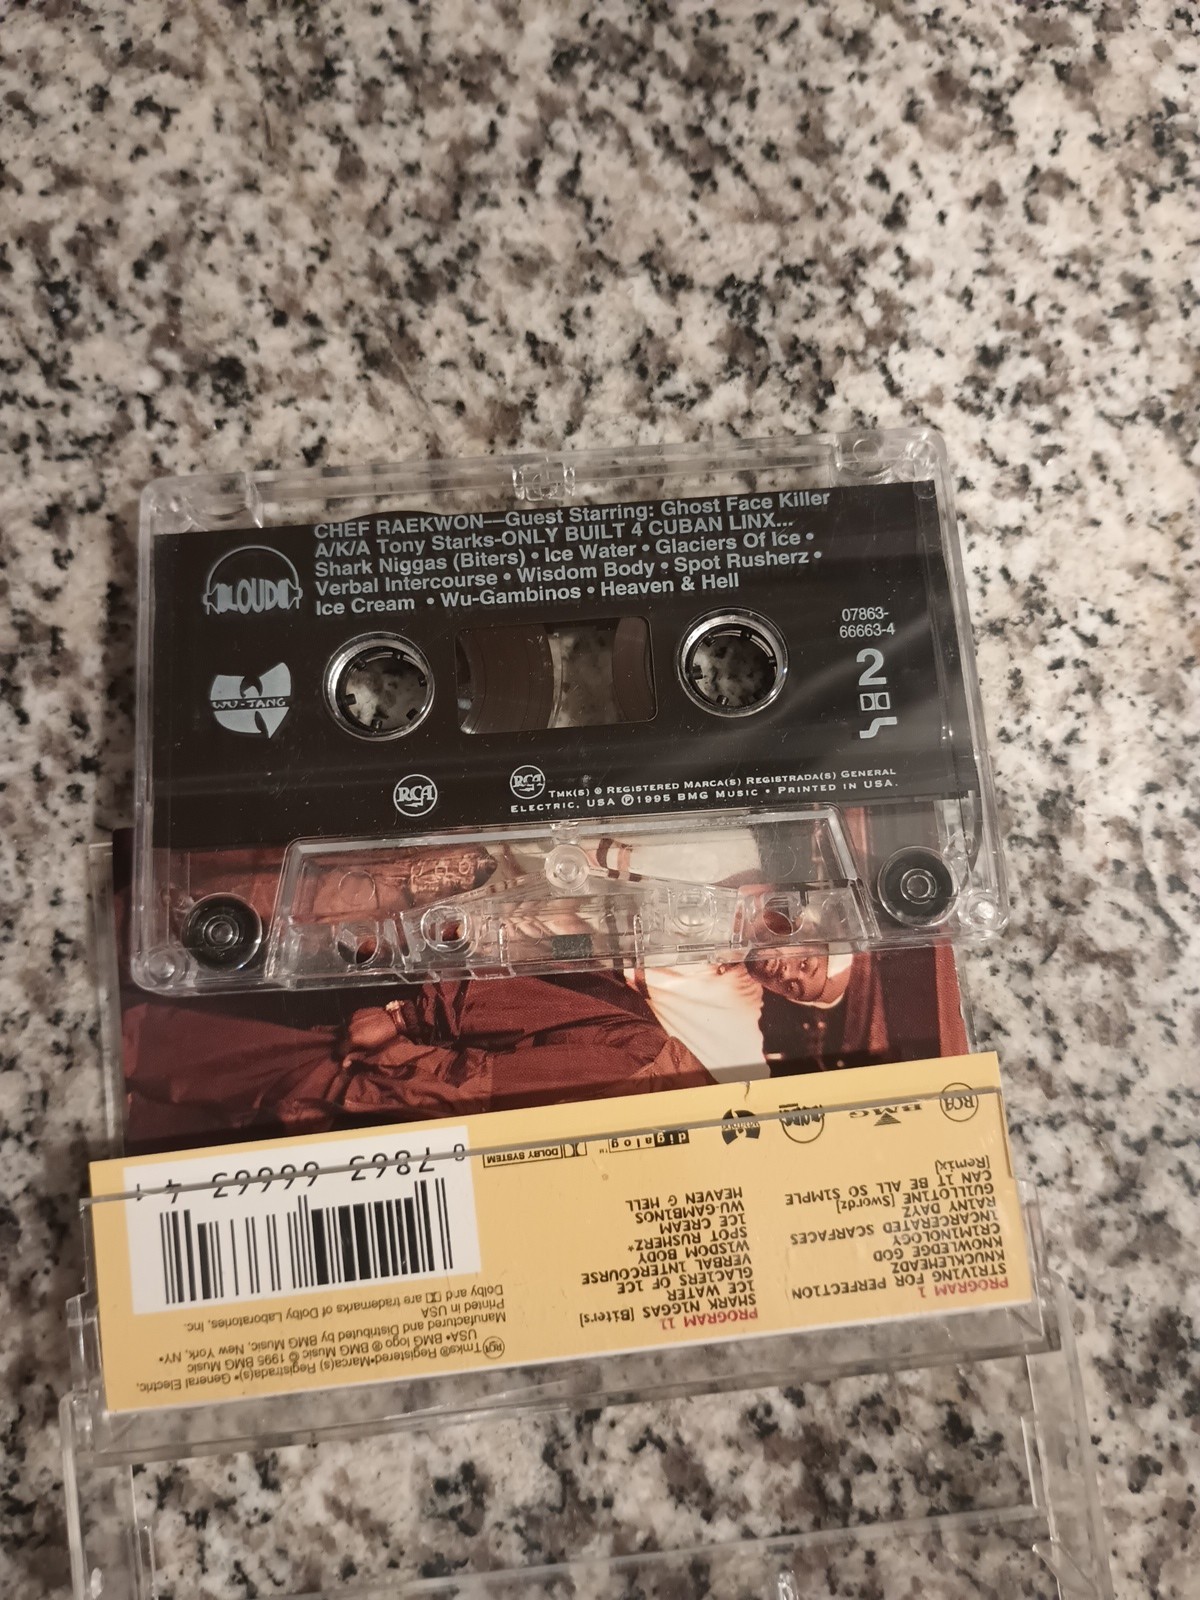 CHEF RAEKWON—Guest Starring: Ghost Face Killer
A/K/A Tony Starks-ONLY BUILT 4 CUBAN LINX...
Shark Niggas (Biters) • Ice Water • Glaciers Of Ice •
Verbal Intercourse • Wisdom Body • Spot Rusherz •
Ice Cream • Wu-Gambinos • Heaven & Hell
LOUD
WU-TANG
07863-
66663-4
2
RCA
RCA
TMK(S) ® REGISTERED MARCA(S) REGISTRADA(S) GENERAL
ELECTRIC, USA ℗1995 BMG MUSIC • PRINTED IN USA.
PROGRAM 1
STRIVING FOR PERFECTION
KNUCKLEHEADZ
KNOWLEDGE GOD
CRIMINOLOGY
INCARCERATED SCARFACES
RAINY DAYZ
GUILLOTINE [Swordz]
CAN IT BE ALL SO SIMPLE
[Remix]
PROGRAM 11
SHARK NIGGAS [Biters]
ICE WATER
GLACIERS OF ICE
VERBAL INTERCOURSE
WISDOM BODY
SPOT RUSHERZ*
ICE CREAM
WU-GAMBINOS
HEAVEN & HELL
RCA Tmks® Registered•Marca(s) Registrada(s)•General Electric,
USA• BMG logo ® BMG Music © 1995 BMG Music
Manufactured and Distributed by BMG Music, New York, NY•
Printed in USA
Dolby and are trademarks of Dolby Laboratories, Inc.
RCA
BMG
LOUD
digalog™
DOLBY SYSTEM
0 7863 66663-4 1